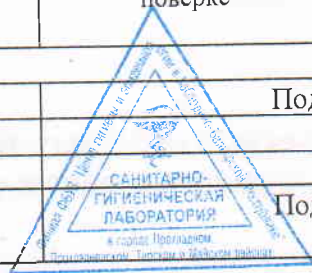 поверке
Под
САНИТАРНО-
ГИГИЕНИЧЕСКАЯ
ЛАБОРАТОРИЯ
Под
в городе Прохладном,
Прохладненском, Терском и Майском районах